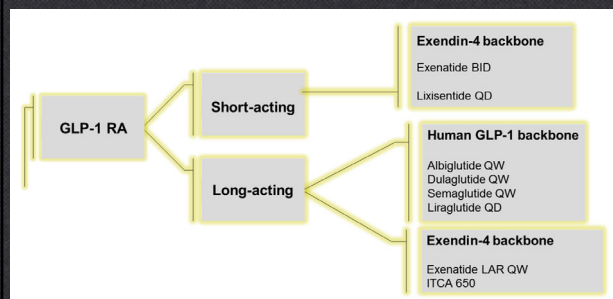 GLP-1 RA
Short-acting
Exendin-4 backbone
Exenatide BID
Lixisentide QD
Long-acting
Human GLP-1 backbone
Albiglutide QW
Dulaglutide QW
Semaglutide QW
Liraglutide QD
Exendin-4 backbone
Exenatide LAR QW
ITCA 650